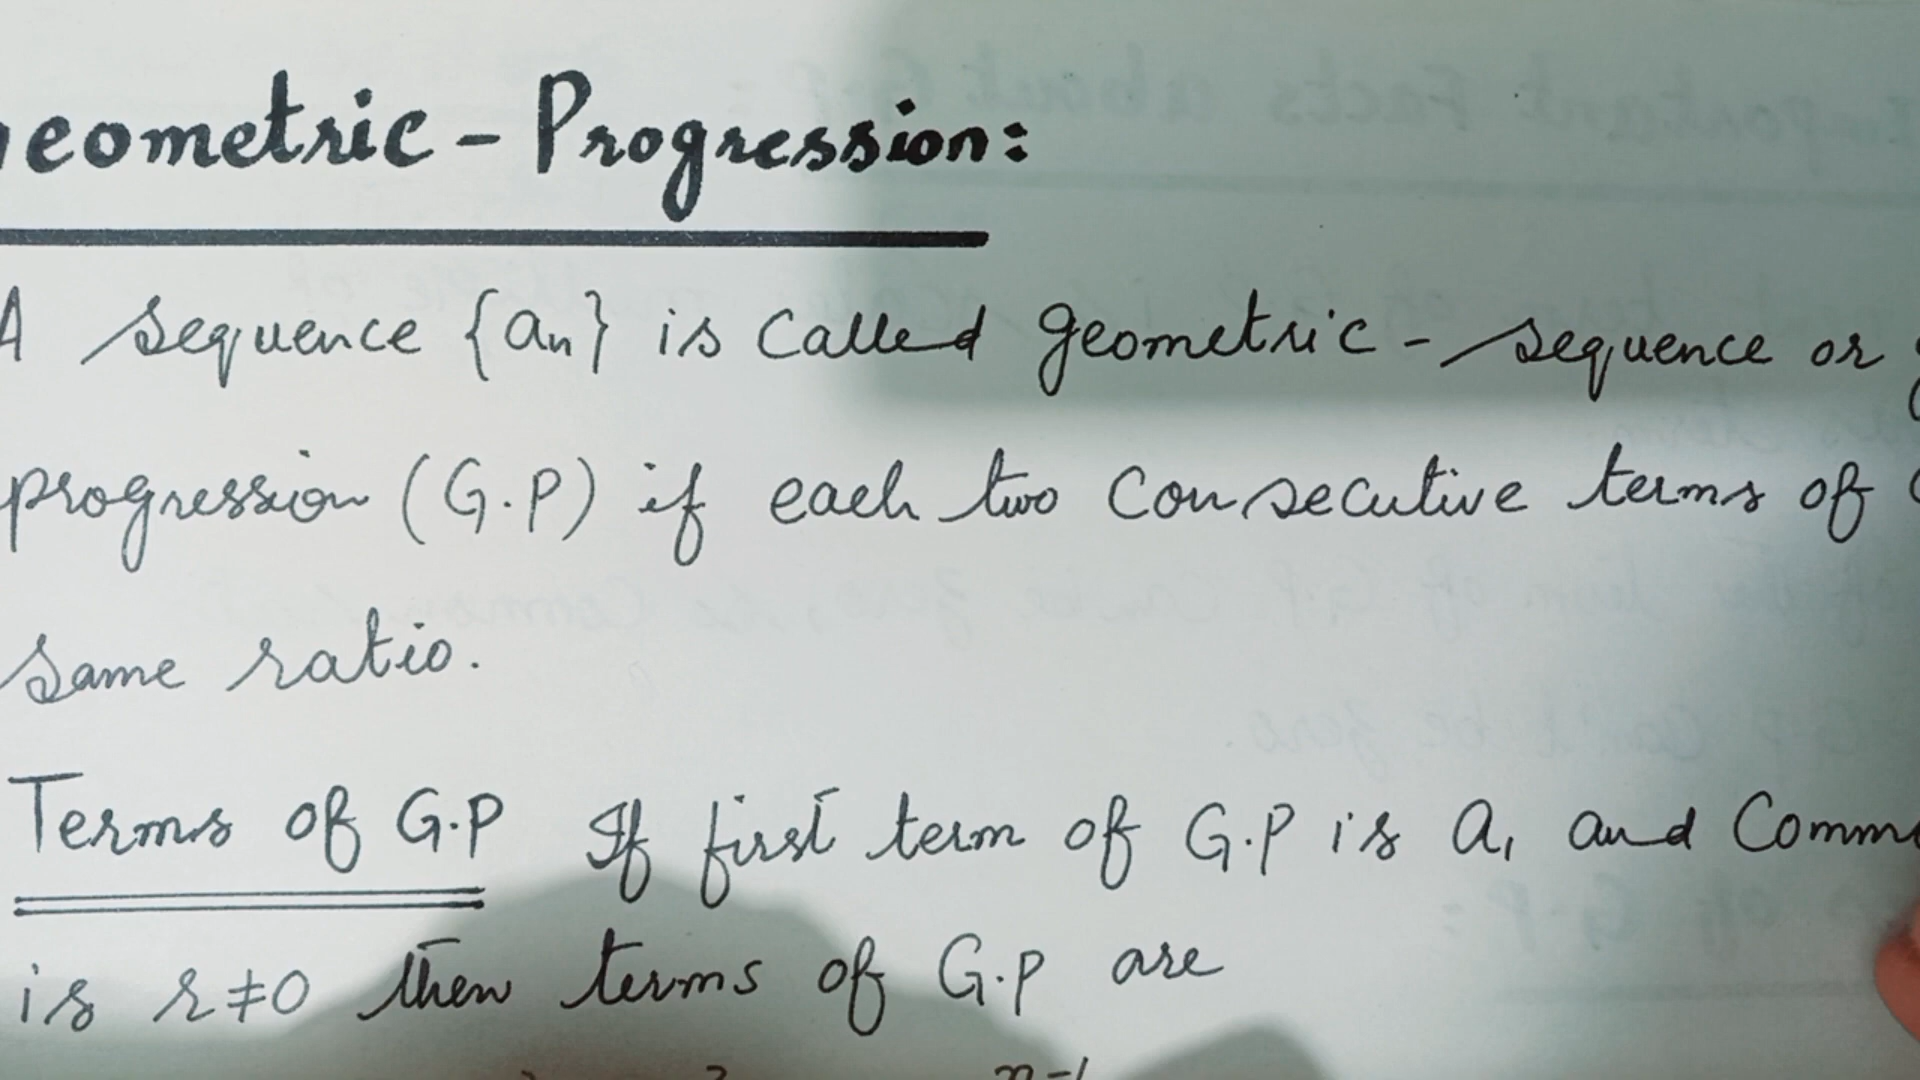 eometric - Progression:
A sequence {an} is called geometric - sequence or
progression (G.P) if each two consecutive terms of
same ratio.
Terms of G.P If first term of G.P is a1 and Comm
is r≠0 then terms of G.P are
n-1